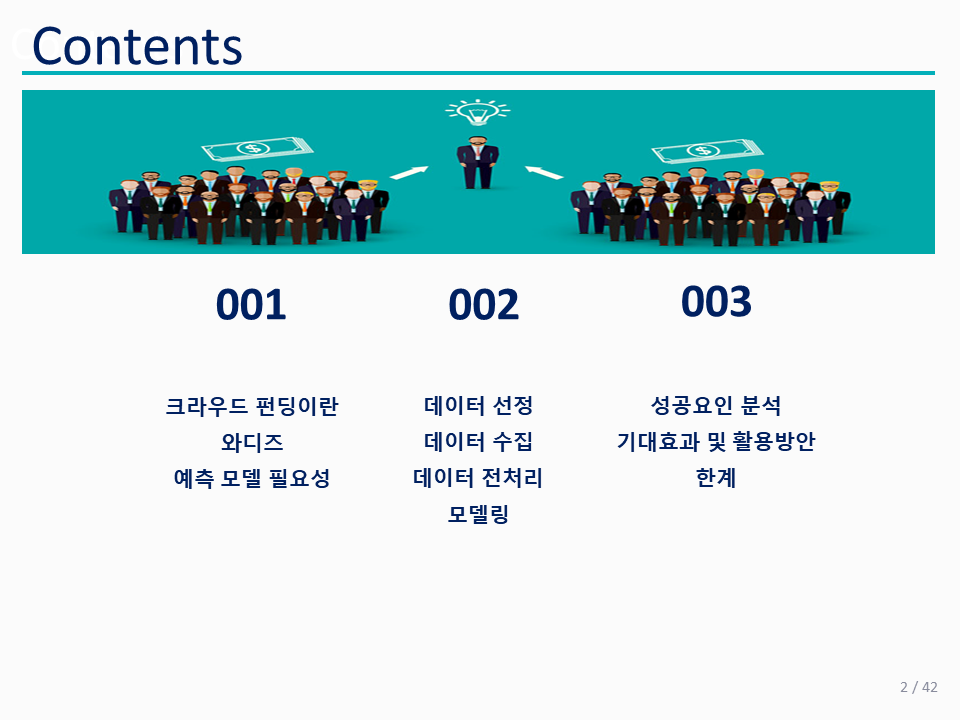 Contents
001
크라우드 펀딩이란
와디즈
예측 모델 필요성
002
데이터 선정
데이터 수집
데이터 전처리
모델링
003
성공요인 분석
기대효과 및 활용방안
한계
2 / 42